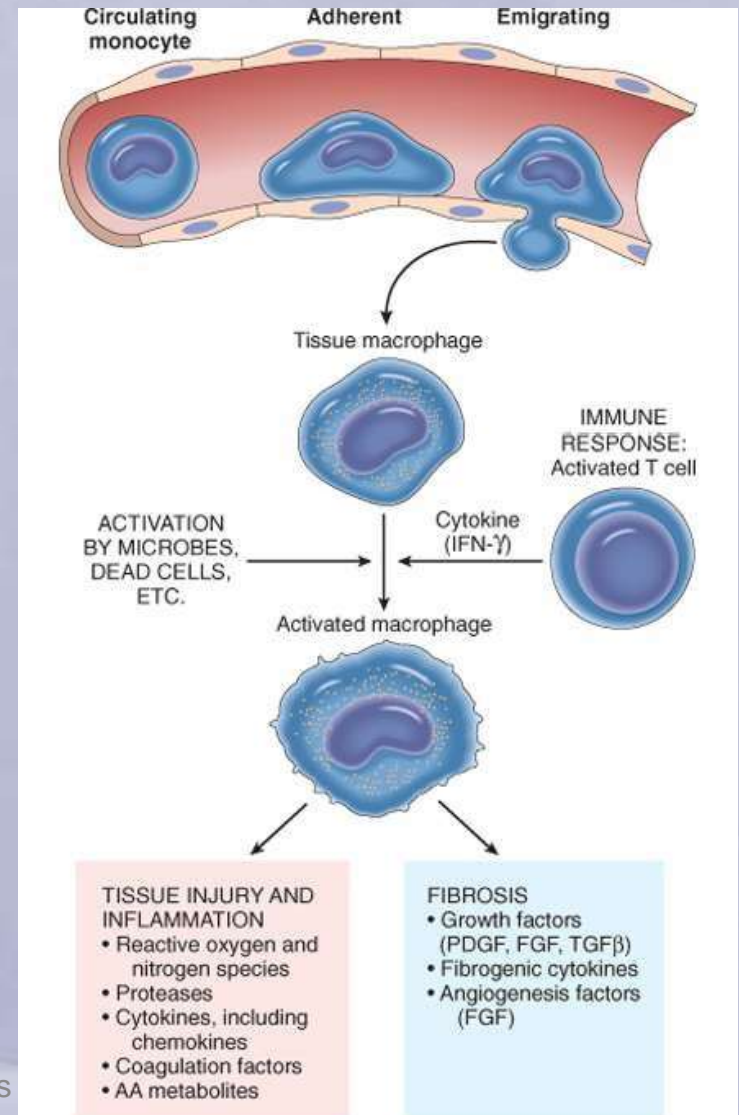 Circulating
monocyte
Adherent
Emigrating
Tissue macrophage
IMMUNE
RESPONSE:
Activated T cell
ACTIVATION
BY MICROBES,
DEAD CELLS,
ETC.
Cytokine
(IFN-γ)
Activated macrophage
TISSUE INJURY AND
INFLAMMATION
• Reactive oxygen and
nitrogen species
• Proteases
• Cytokines, including
chemokines
• Coagulation factors
• AA metabolites
FIBROSIS
• Growth factors
(PDGF, FGF, TGFβ)
• Fibrogenic cytokines
• Angiogenesis factors
(FGF)
s